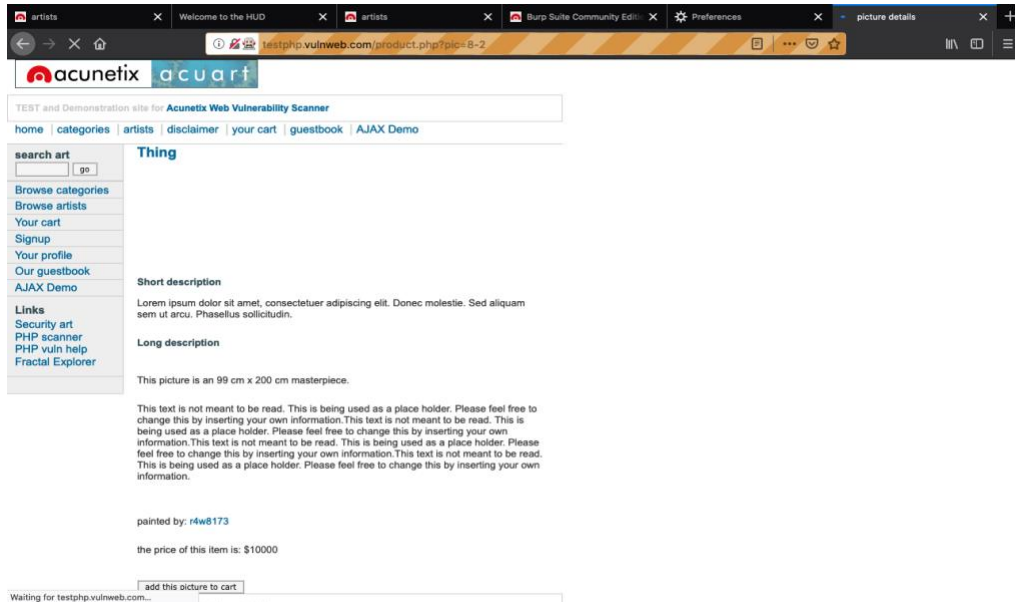 artists
Welcome to the HUD
artists
Burp Suite Community Editi
Preferences
picture details
testphp.vulnweb.com/product.php?pic=8-2
acunetix acuart
TEST and Demonstration site for Acunetix Web Vulnerability Scanner
home | categories | artists | disclaimer | your cart | guestbook | AJAX Demo
search art
go
Browse categories
Browse artists
Your cart
Signup
Your profile
Our guestbook
AJAX Demo
Links
Security art
PHP scanner
PHP vuln help
Fractal Explorer
Thing
Short description
Lorem ipsum dolor sit amet, consectetuer adipiscing elit. Donec molestie. Sed aliquam
sem ut arcu. Phasellus sollicitudin.
Long description
This picture is an 99 cm x 200 cm masterpiece.
This text is not meant to be read. This is being used as a place holder. Please feel free to
change this by inserting your own information.This text is not meant to be read. This is
being used as a place holder. Please feel free to change this by inserting your own
information.This text is not meant to be read. This is being used as a place holder. Please
feel free to change this by inserting your own information.This text is not meant to be read.
This is being used as a place holder. Please feel free to change this by inserting your own
information.
painted by: r4w8173
the price of this item is: $10000
add this picture to cart
Waiting for testphp.vulnweb.com...